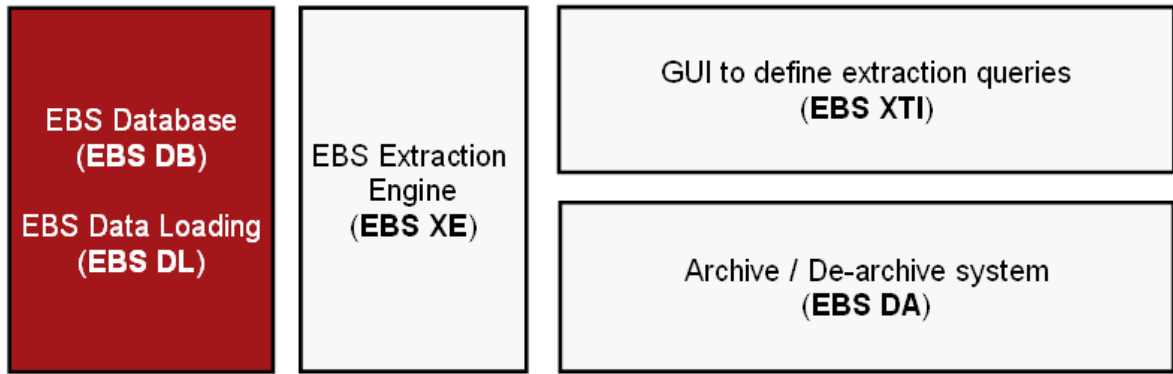 EBS Database
(EBS DB)
EBS Data Loading
(EBS DL)
EBS Extraction
Engine
(EBS XE)
GUI to define extraction queries
(EBS XTI)
Archive / De-archive system
(EBS DA)